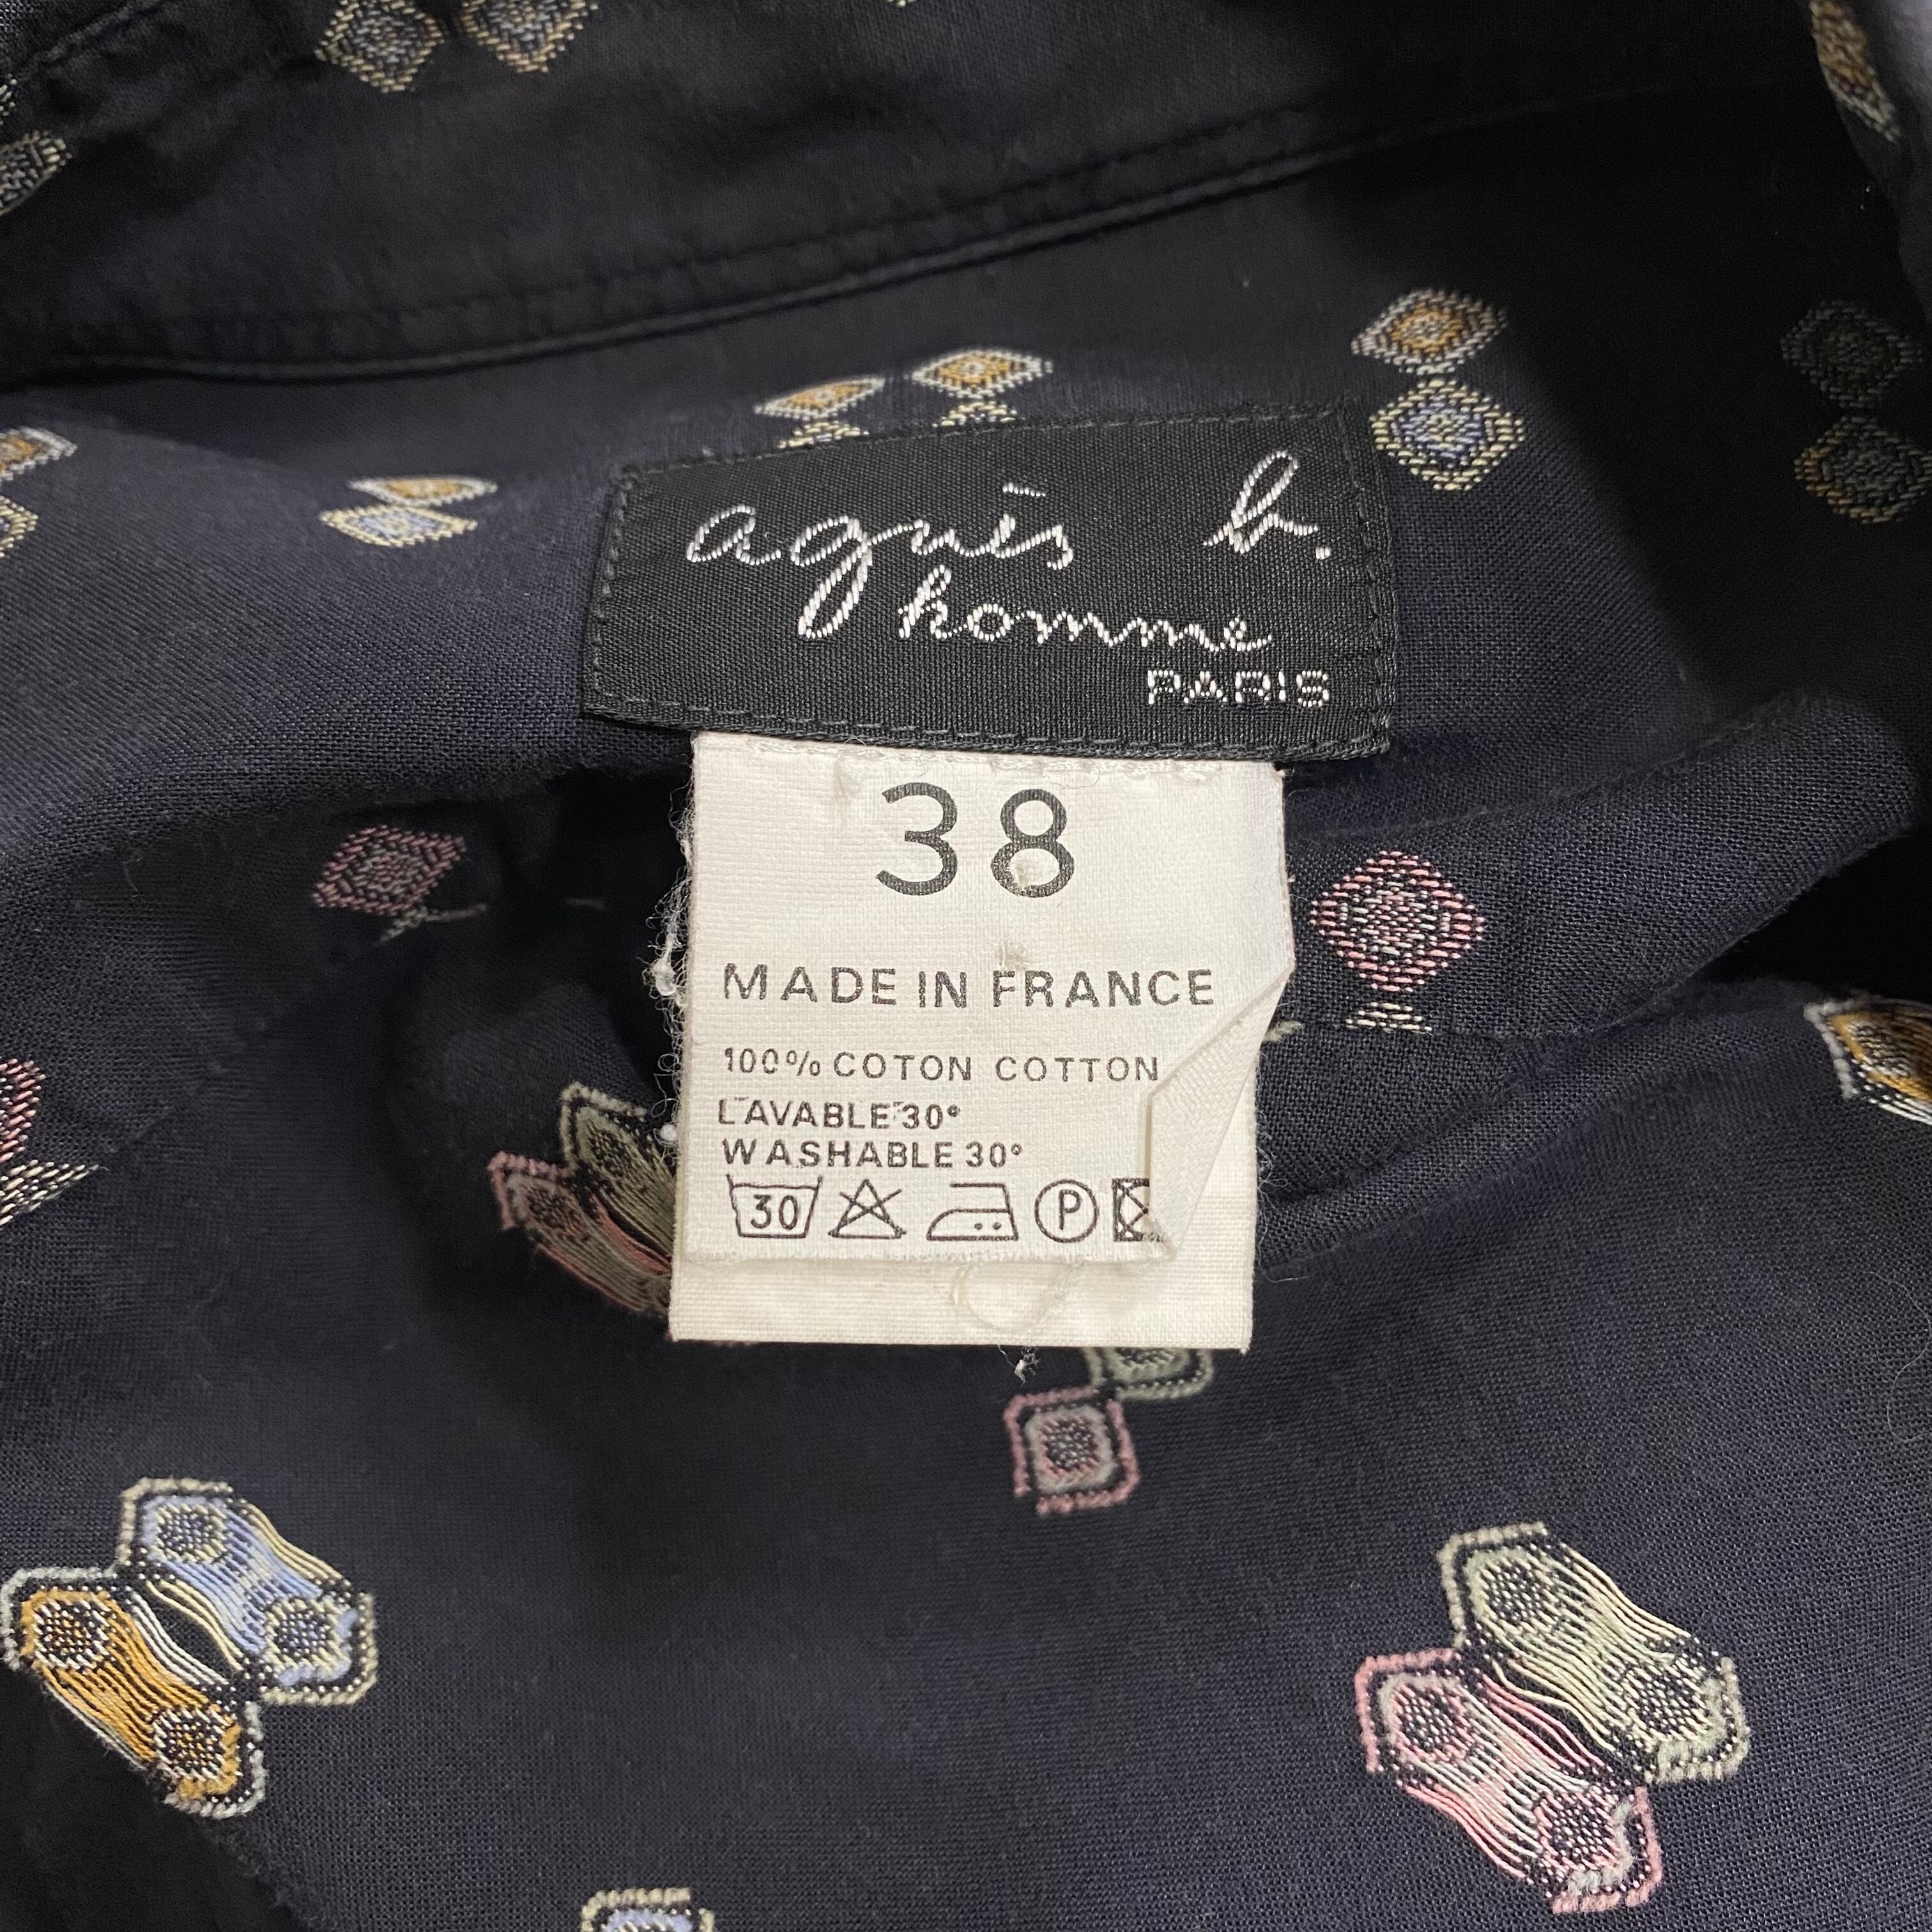 agnès b.
homme
PARIS
38
MADE IN FRANCE
100% COTON COTTON
LAVABLE 30°
WASHABLE 30°
30 P